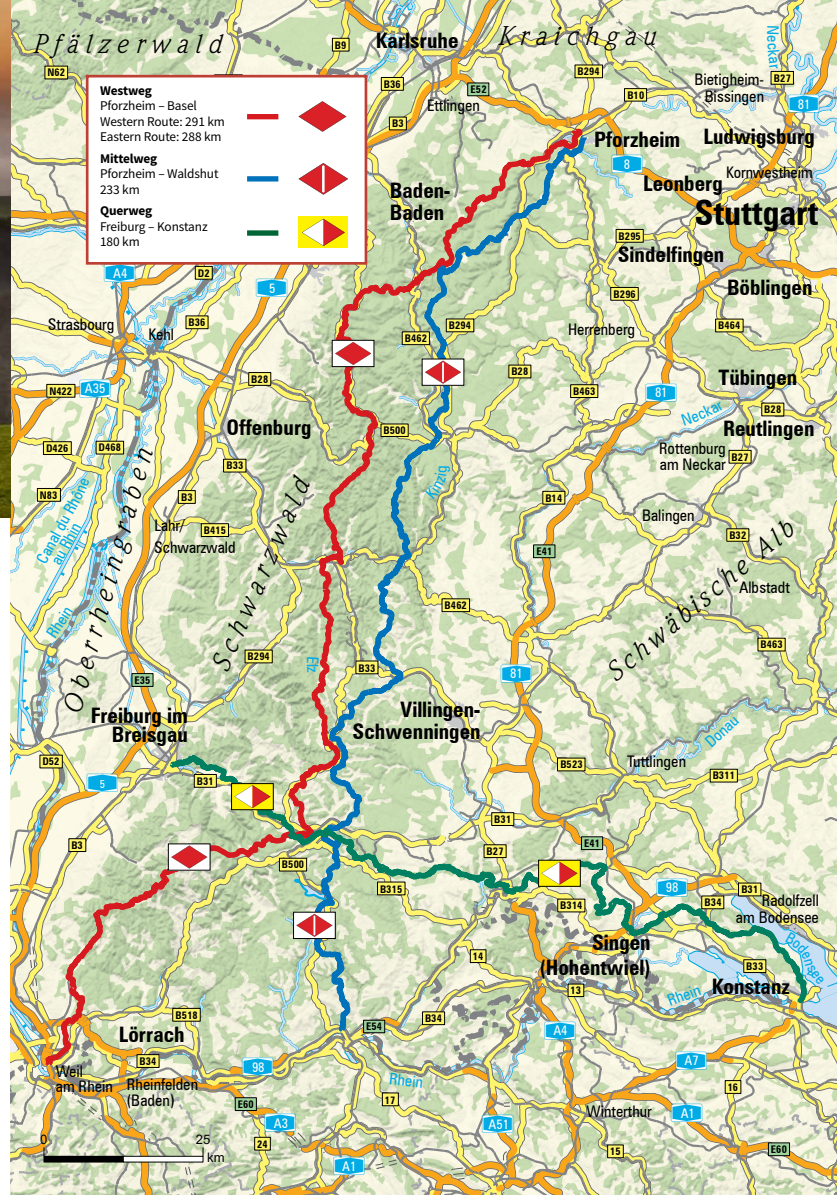 Pfälzerwald
Karlsruhe
Kraichgau
B9
N62
B294
Neckar
B27
Bietigheim-
Bissingen
B36
E52
B10
81
Ettlingen
B3
Westweg
Pforzheim – Basel
Western Route: 291 km
Eastern Route: 288 km
Mittelweg
Pforzheim – Waldshut
233 km
Querweg
Freiburg – Konstanz
180 km
Pforzheim
Ludwigsburg
8
Kornwestheim
Leonberg
Baden-
Baden
Stuttgart
B295
Sindelfingen
A4
D2
5
B296
Böblingen
Strasbourg
Kehl
B36
B462
B294
Herrenberg
B464
B28
B28
Tübingen
N422
A35
B463
81
Neckar
B28
Offenburg
B500
Reutlingen
D426
D468
Rottenburg
am Neckar
B27
B33
Kinzig
N83
B3
B14
Canal du Rhône
au Rhin
Balingen
Lahr/
Schwarzwald
B415
B32
E41
Schwarzwald
Oberrheingraben
Schwäbische Alb
Albstadt
Rhein
B462
B463
B294
Elz
B33
E35
81
Freiburg im
Breisgau
Villingen-
Schwenningen
Donau
D52
B523
Tuttlingen
B311
5
B31
B31
B3
E41
B27
B500
B315
98
B31
B314
B34
Radolfzell
am Bodensee
Singen
(Hohentwiel)
Bodensee
14
B33
13
Rhein
Konstanz
B518
B34
E54
Lörrach
A4
B34
98
A7
Weil
am Rhein
Rheinfelden
(Baden)
Rhein
16
E60
17
A3
A51
Winterthur
A1
0
25
km
24
15
E60
A1